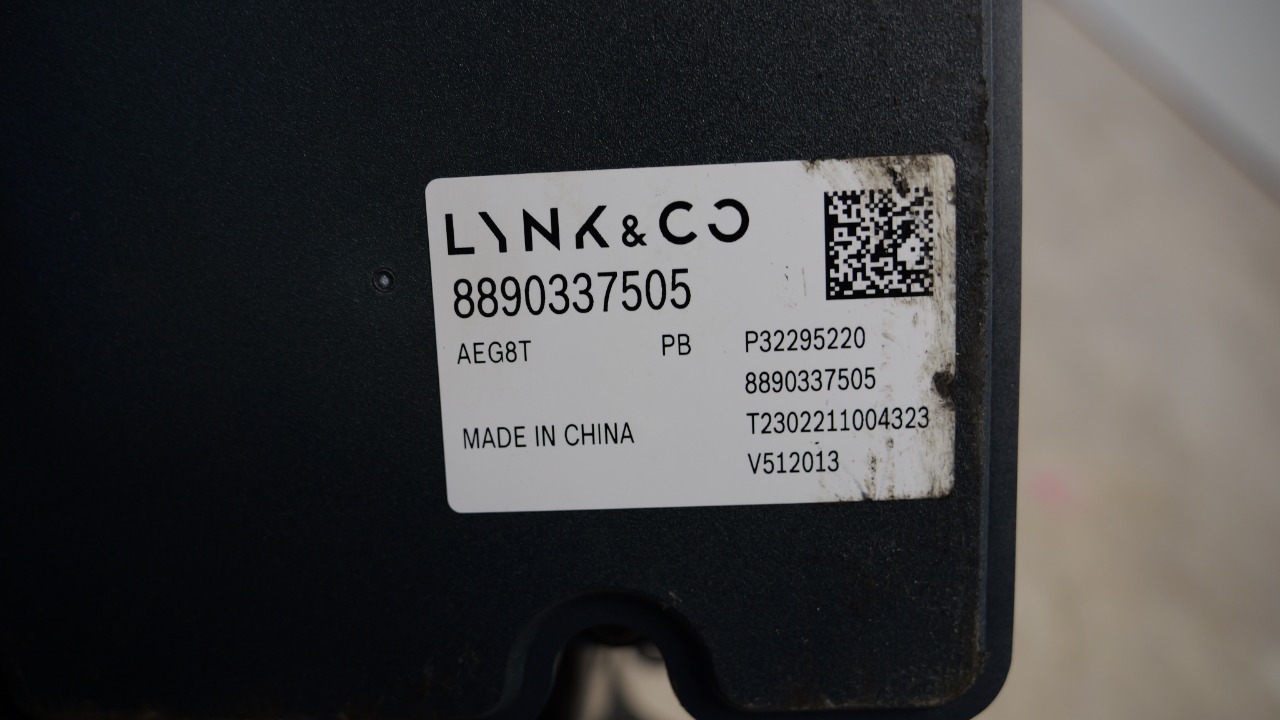 LYNK & CO
8890337505
AEG8T PB P32295220
8890337505
MADE IN CHINA T2302211004323
V512013